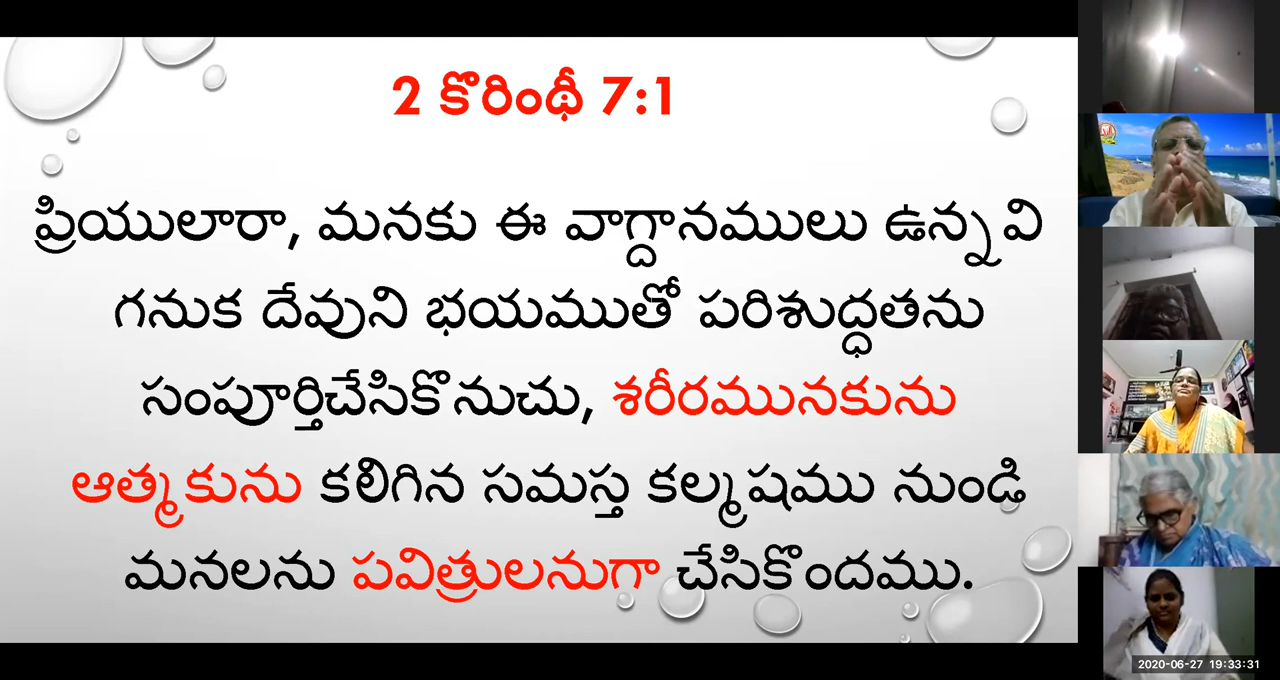 2 కొరింథీ 7:1
ప్రియులారా, మనకు ఈ వాగ్దానములు ఉన్నవి
గనుక దేవుని భయముతో పరిశుద్ధతను
సంపూర్తిచేసికొనుచు, శరీరమునకును
ఆత్మకును కలిగిన సమస్త కల్మషము నుండి
మనలను పవిత్రులనుగా చేసికొందము.
2020-06-27 19:33:31